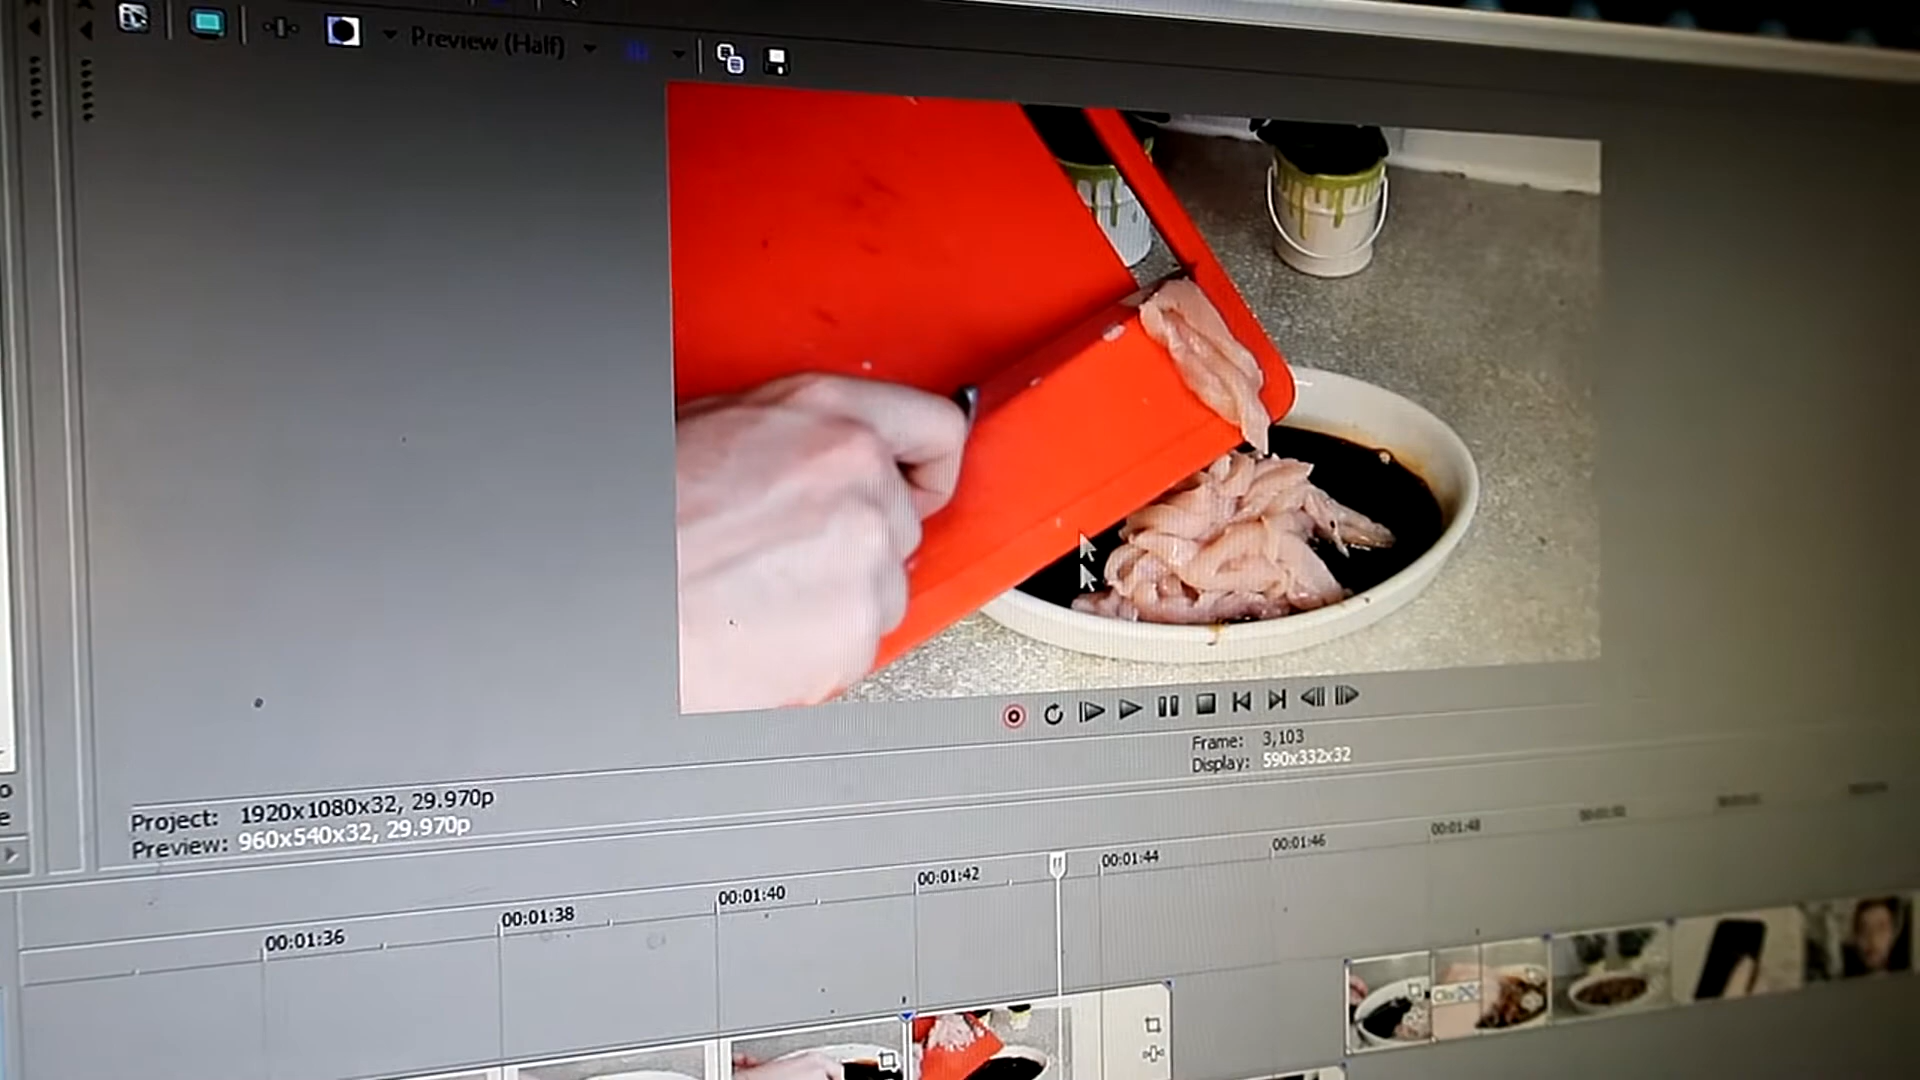 Preview (Half)
Frame: 3,103
Display: 590x332x32
Project: 1920x1080x32, 29.970p
Preview: 960x540x32, 29.970p
00:01:36
00:01:38
00:01:40
00:01:42
00:01:44
00:01:46
00:01:48